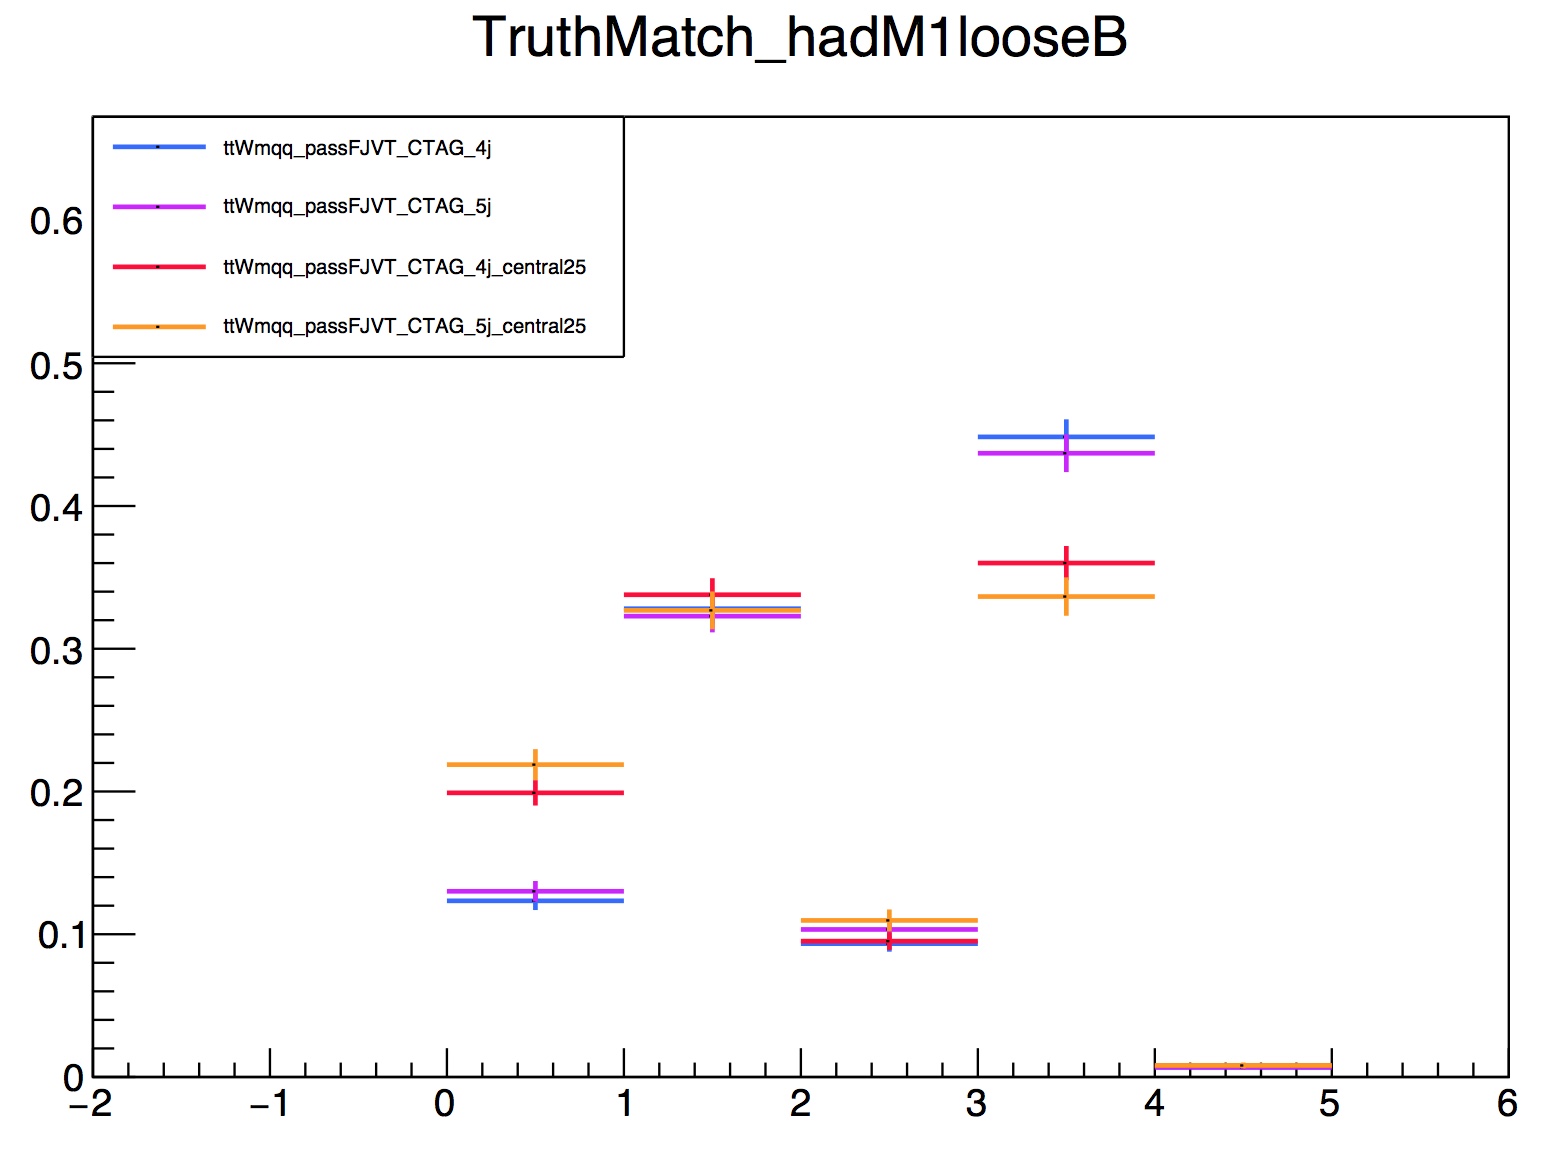 TruthMatch_hadM1looseB
ttWmqq_passFJVT_CTAG_4j
ttWmqq_passFJVT_CTAG_5j
ttWmqq_passFJVT_CTAG_4j_central25
ttWmqq_passFJVT_CTAG_5j_central25
0.6
0.5
0.4
0.3
0.2
0.1
0
−2 −1 0 1 2 3 4 5 6